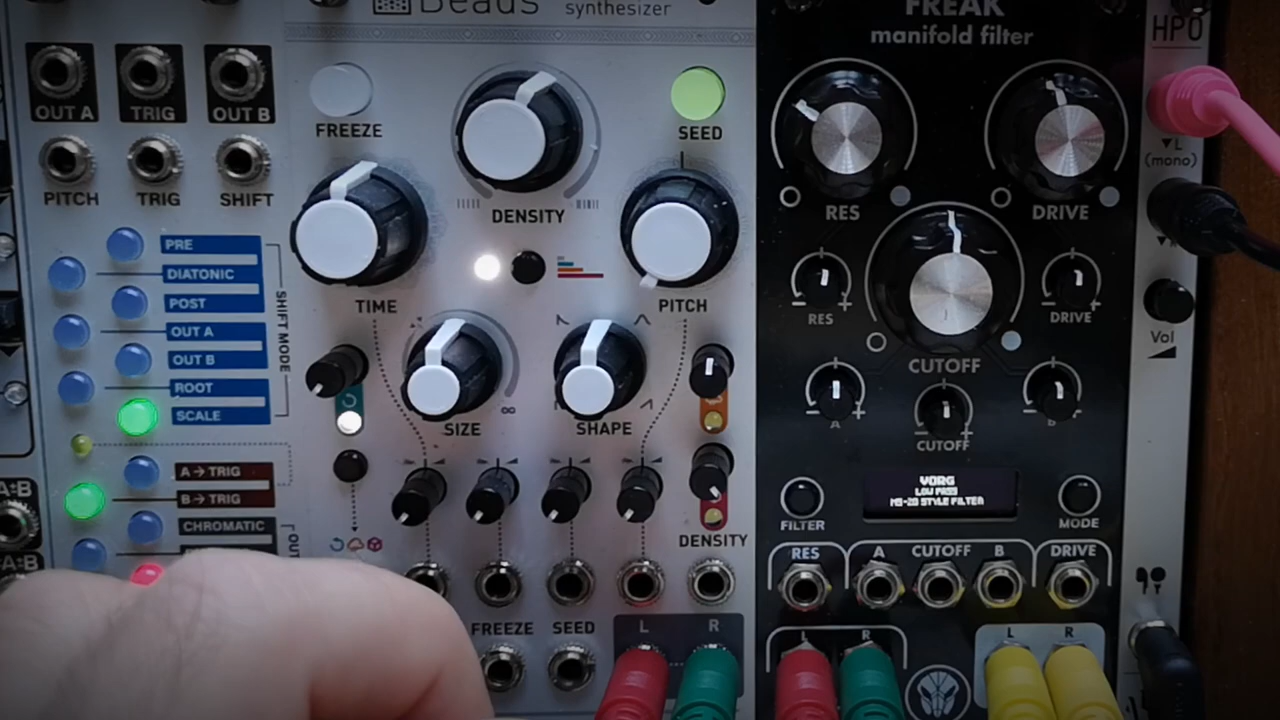 OUT A
TRIG
OUT B
PITCH
TRIG
SHIFT
PRE
DIATONIC
POST
OUT A
OUT B
ROOT
SCALE
SHIFT MODE
A→TRIG
B→TRIG
CHROMATIC
OUT
A:B
A:B
Beads
synthesizer
FREEZE
SEED
DENSITY
TIME
PITCH
SIZE
∞
SHAPE
DENSITY
FREEZE
SEED
L
R
FREAK
manifold filter
RES
DRIVE
RES
DRIVE
CUTOFF
A
CUTOFF
B
VORG
LOW PASS
MS-20 STYLE FILTER
FILTER
MODE
RES
A
CUTOFF
B
DRIVE
L
R
L
R
HPO
▼L
(mono)
Vol